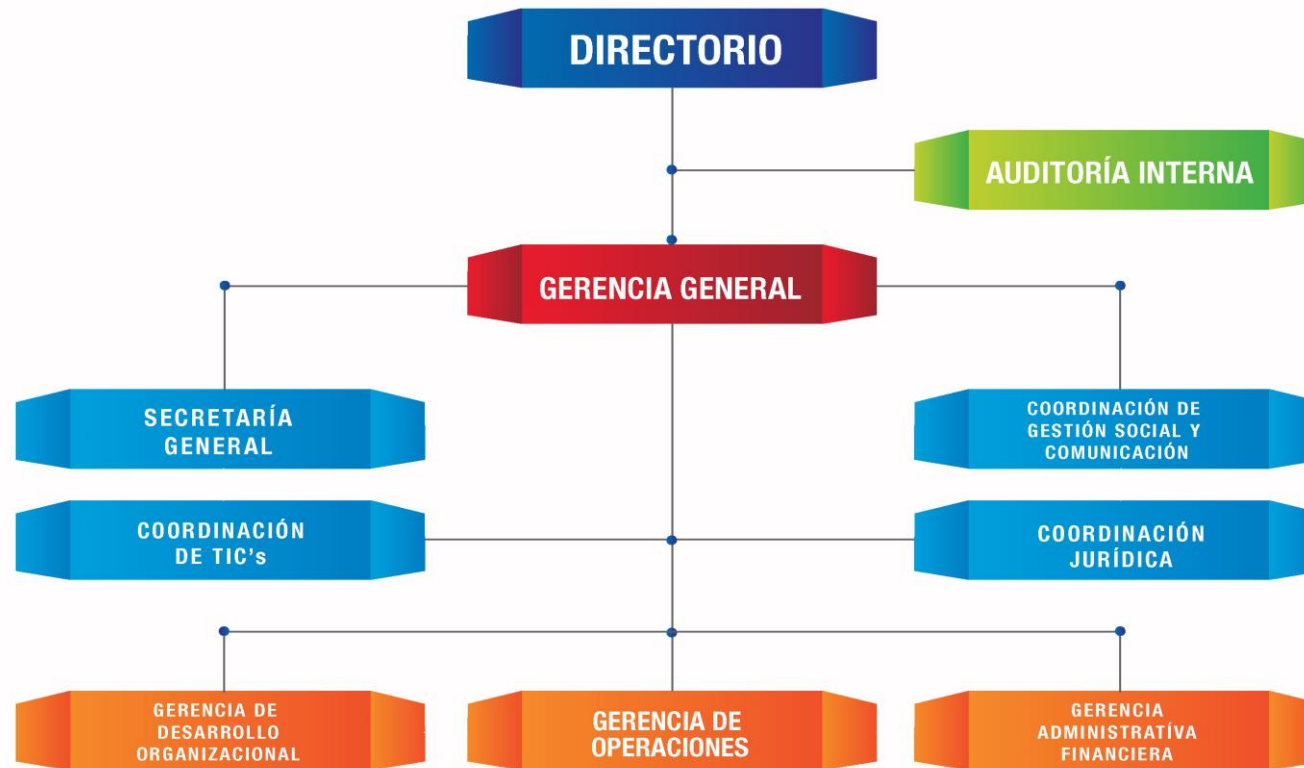 DIRECTORIO
AUDITORÍA INTERNA
GERENCIA GENERAL
SECRETARÍA
GENERAL
COORDINACIÓN DE
GESTIÓN SOCIAL Y
COMUNICACIÓN
COORDINACIÓN
DE TIC's
COORDINACIÓN
JURÍDICA
GERENCIA DE
DESARROLLO
ORGANIZACIONAL
GERENCIA DE
OPERACIONES
GERENCIA
ADMINISTRATÍVA
FINANCIERA